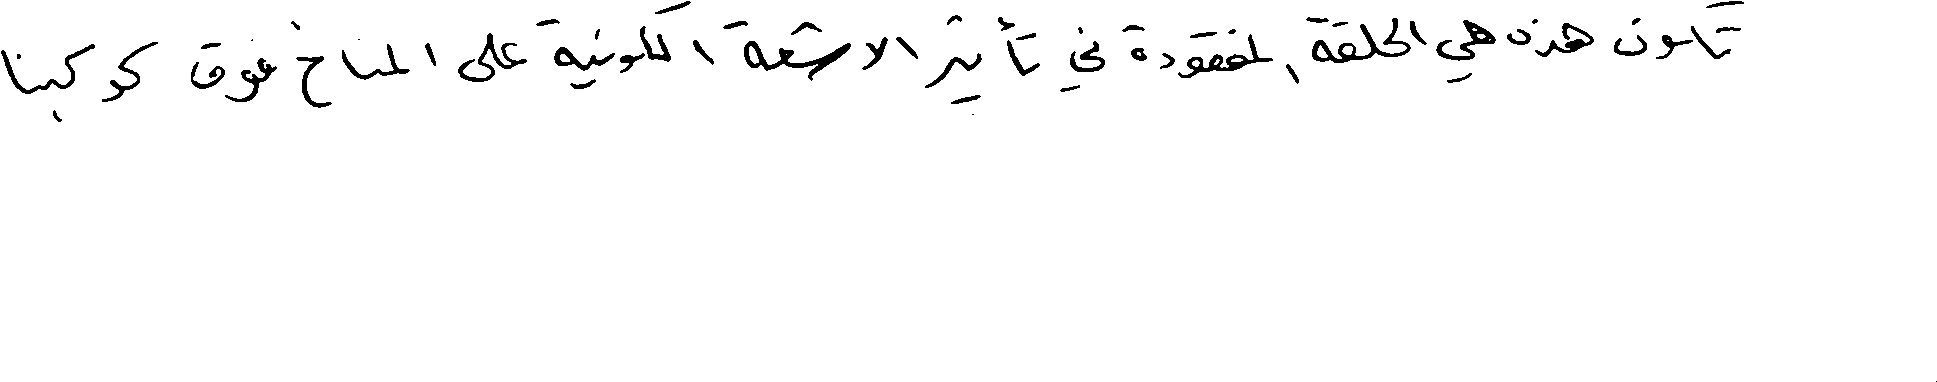 تكون هذه هي الحلقة المفقودة في تأثير الاشعة الكونية على المناخ فوق كوكبنا